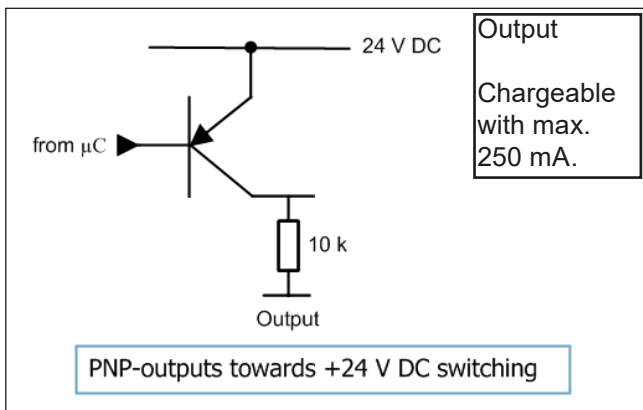 24 V DC
Output
Chargeable
with max.
250 mA.
from µC
10 k
Output
PNP-outputs towards +24 V DC switching